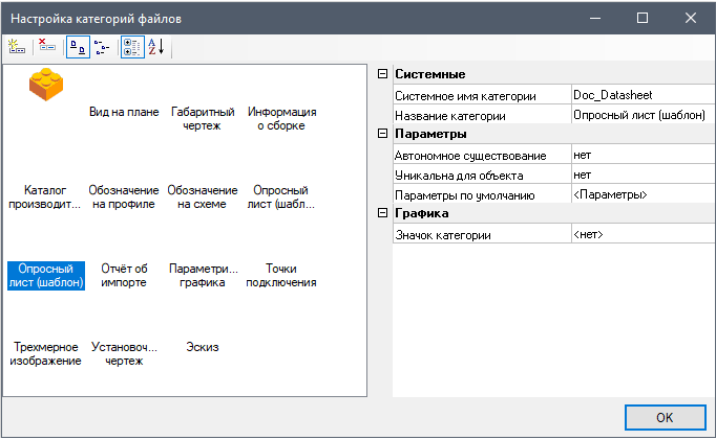 Настройка категорий файлов
Вид на плане
Габаритный
чертеж
Информация
о сборке
Каталог
производит...
Обозначение
на профиле
Обозначение
на схеме
Опросный
лист (шабл...
Опросный
лист (шаблон)
Отчёт об
импорте
Параметри...
графика
Точки
подключения
Трехмерное
изображение
Установоч...
чертеж
Эскиз
Системные
Системное имя категории Doc_Datasheet
Название категории Опросный лист (шаблон)
Параметры
Автономное существование нет
Уникальна для объекта нет
Параметры по умолчанию <Параметры>
Графика
Значок категории <нет>
OK